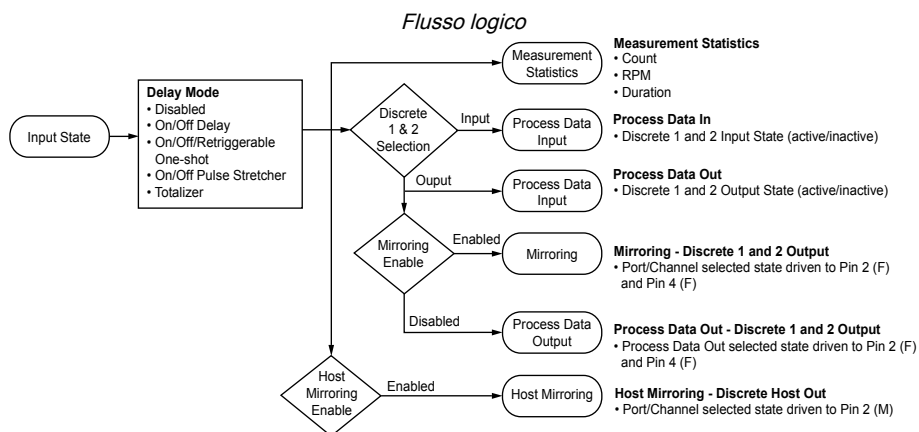 Flusso logico
Input State
Delay Mode
• Disabled
• On/Off Delay
• On/Off/Retriggerable
One-shot
• On/Off Pulse Stretcher
• Totalizer
Discrete
1 & 2
Selection
Input
Ouput
Mirroring
Enable
Enabled
Disabled
Host
Mirroring
Enable
Enabled
Measurement
Statistics
Measurement Statistics
• Count
• RPM
• Duration
Process Data
Input
Process Data In
• Discrete 1 and 2 Input State (active/inactive)
Process Data
Input
Process Data Out
• Discrete 1 and 2 Output State (active/inactive)
Mirroring
Mirroring - Discrete 1 and 2 Output
• Port/Channel selected state driven to Pin 2 (F)
and Pin 4 (F)
Process Data
Output
Process Data Out - Discrete 1 and 2 Output
• Process Data Out selected state driven to Pin 2 (F)
and Pin 4 (F)
Host Mirroring
Host Mirroring - Discrete Host Out
• Port/Channel selected state driven to Pin 2 (M)